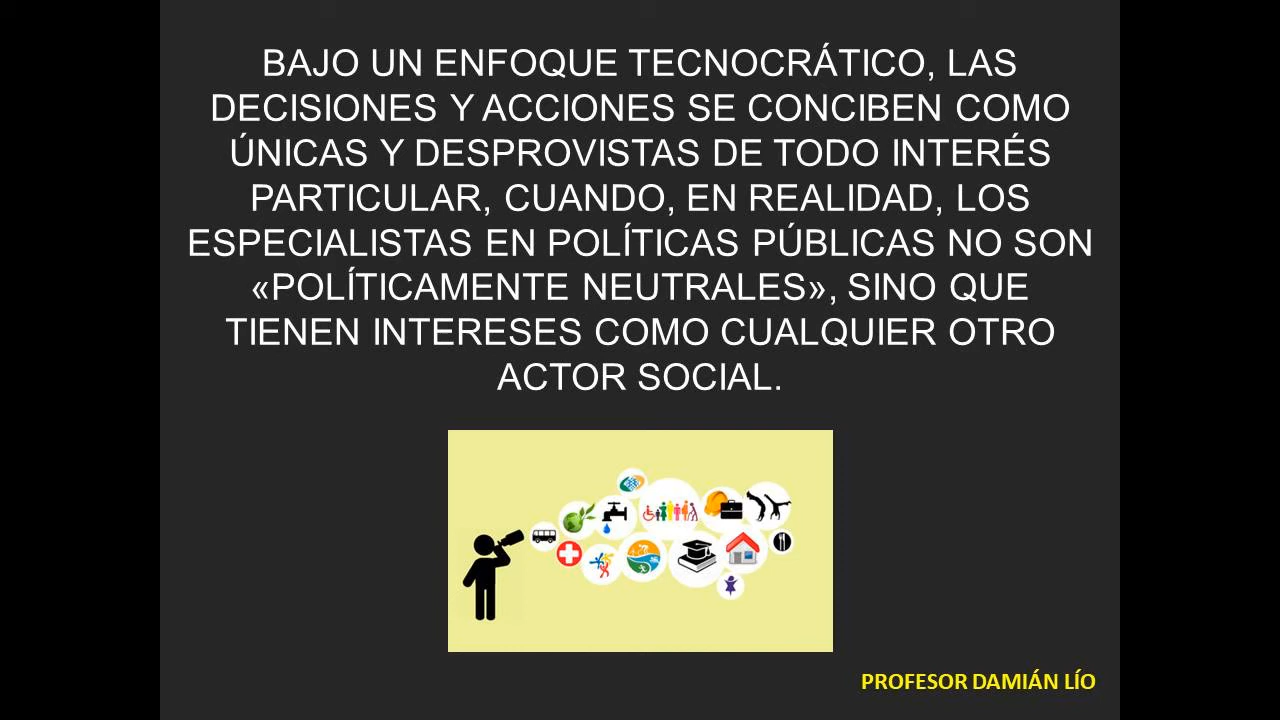 BAJO UN ENFOQUE TECNOCRÁTICO, LAS
DECISIONES Y ACCIONES SE CONCIBEN COMO
ÚNICAS Y DESPROVISTAS DE TODO INTERÉS
PARTICULAR, CUANDO, EN REALIDAD, LOS
ESPECIALISTAS EN POLÍTICAS PÚBLICAS NO SON
«POLÍTICAMENTE NEUTRALES», SINO QUE
TIENEN INTERESES COMO CUALQUIER OTRO
ACTOR SOCIAL.
PROFESOR DAMIÁN LÍO